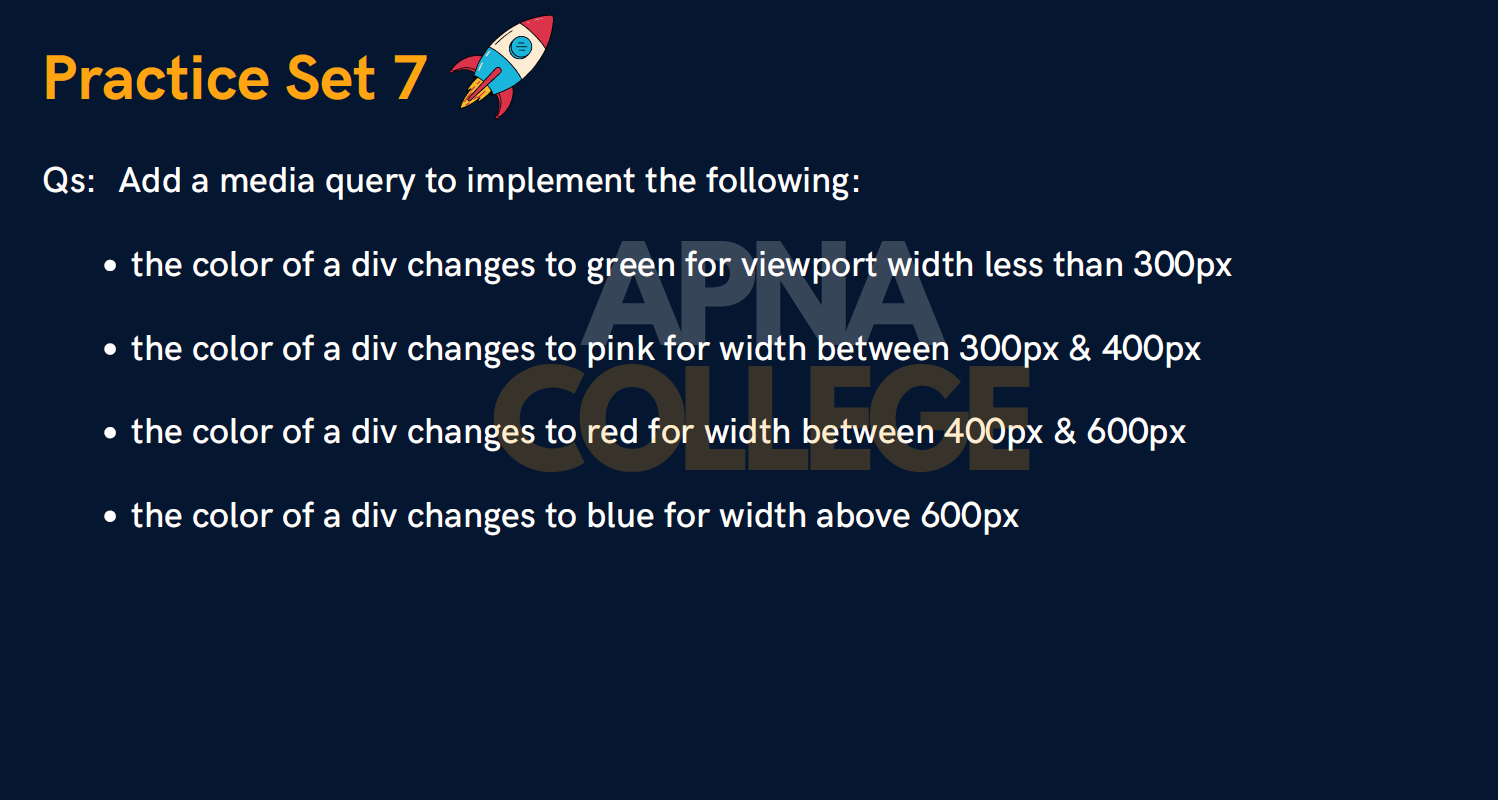 Practice Set 7
Qs: Add a media query to implement the following:
• the color of a div changes to green for viewport width less than 300px
• the color of a div changes to pink for width between 300px & 400px
• the color of a div changes to red for width between 400px & 600px
• the color of a div changes to blue for width above 600px
APNA
COLLEGE